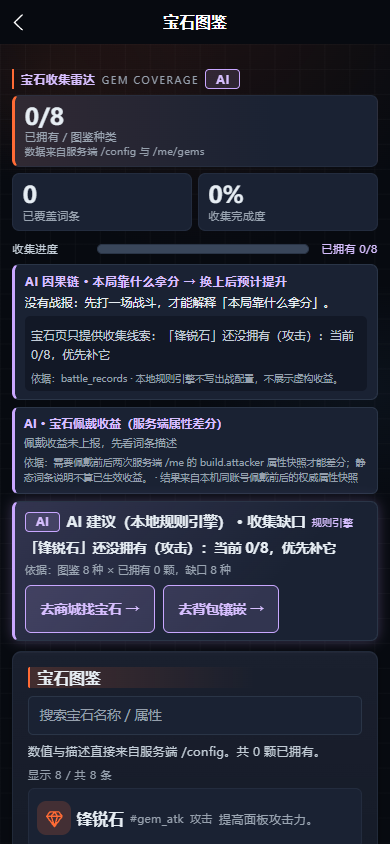 宝石图鉴
宝石收集雷达 GEM COVERAGE AI
0/8
已拥有 / 图鉴种类
数据来自服务端 /config 与 /me/gems
0
已覆盖词条
0%
收集完成度
收集进度 已拥有 0/8
AI 因果链 · 本局靠什么拿分 → 换上后预计提升
没有战报：先打一场战斗，才能解释「本局靠什么拿分」。
宝石页只提供收集线索：「锋锐石」还没拥有（攻击）：当前
0/8，优先补它
依据：battle_records · 本地规则引擎不写出战配置，不展示虚构收益。
AI · 宝石佩戴收益（服务端属性差分）
佩戴收益未上报，先看词条描述
依据：需要佩戴前后两次服务端 /me 的 build.attacker 属性快照才能差分；静
态词条说明不算已生效收益。 · 结果来自本机同账号佩戴前后的权威属性快照
AI AI 建议（本地规则引擎） · 收集缺口 规则引擎
「锋锐石」还没拥有（攻击）：当前 0/8，优先补它
依据：图鉴 8 种 × 已拥有 0 颗，缺口 8 种
去商城找宝石 →
去背包镶嵌 →
宝石图鉴
搜索宝石名称 / 属性
数值与描述直接来自服务端 /config。共 0 颗已拥有。
显示 8 / 共 8 条
锋锐石 #gem_atk 攻击 提高面板攻击力。